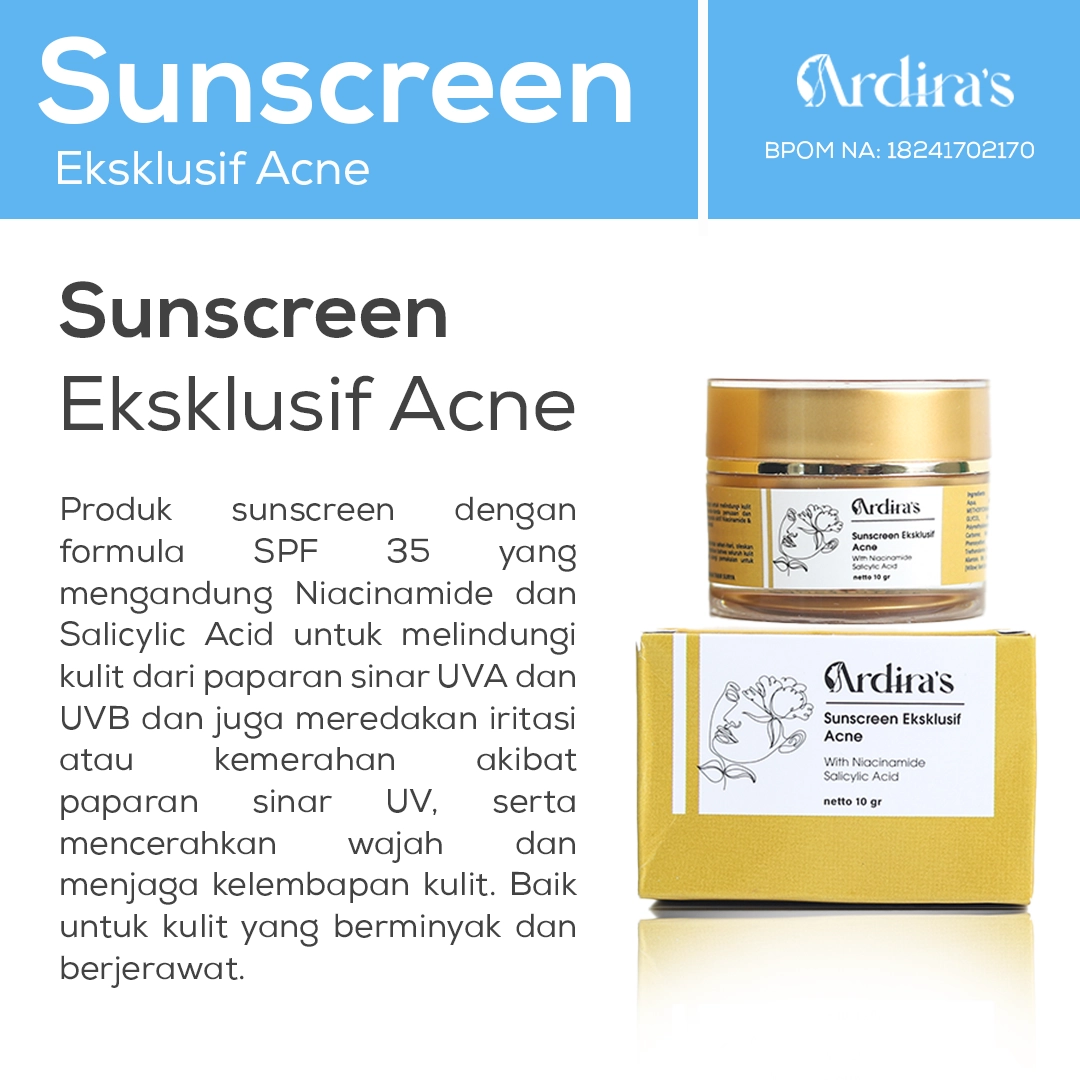 Sunscreen
Eksklusif Acne
Ardira's
BPOM NA: 18241702170
Sunscreen
Eksklusif Acne
Produk sunscreen dengan
formula SPF 35 yang
mengandung Niacinamide dan
Salicylic Acid untuk melindungi
kulit dari paparan sinar UVA dan
UVB dan juga meredakan iritasi
atau kemerahan akibat
paparan sinar UV, serta
mencerahkan wajah dan
menjaga kelembapan kulit. Baik
untuk kulit yang berminyak dan
berjerawat.
Ardira's
Sunscreen Eksklusif
Acne
With Niacinamide
Salicylic Acid
netto 10 gr
Ardira's
Sunscreen Eksklusif
Acne
With Niacinamide
Salicylic Acid
netto 10 gr